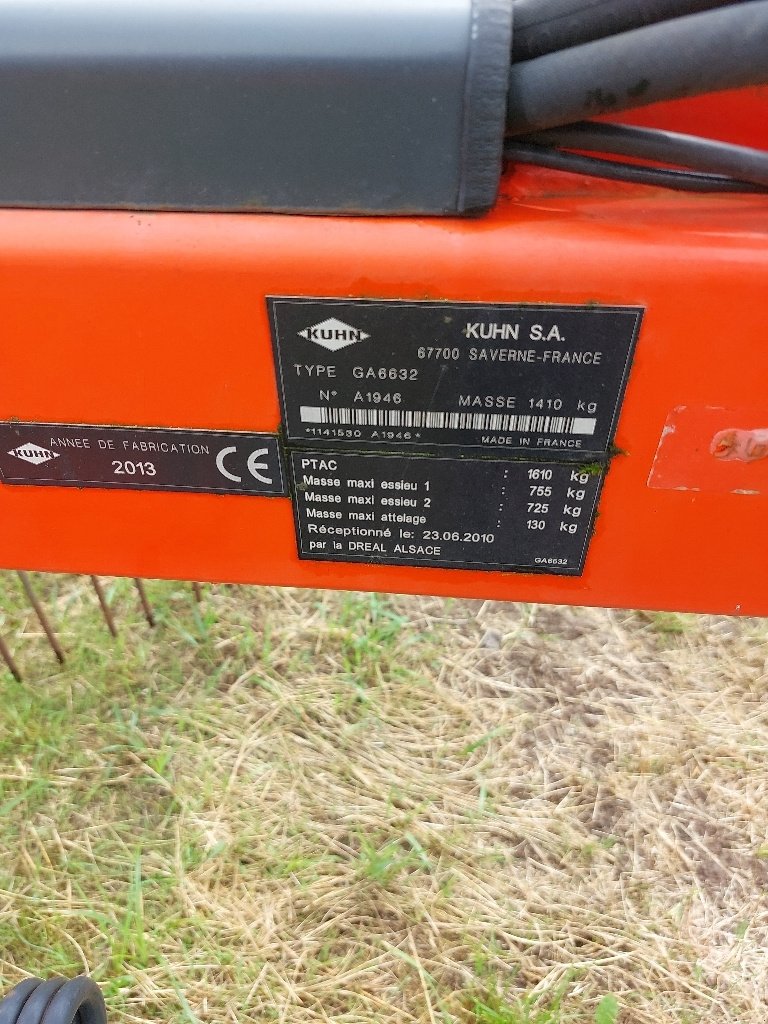 KUHN
KUHN S.A.
67700 SAVERNE-FRANCE
TYPE GA6632
N° A1946 MASSE 1410 kg
*1141530 A1946*
MADE IN FRANCE
KUHN
ANNEE DE FABRICATION
2013
CE
PTAC : 1610 kg
Masse maxi essieu 1 : 755 kg
Masse maxi essieu 2 : 725 kg
Masse maxi attelage : 130 kg
Réceptionné le: 23.06.2010
par la DREAL ALSACE
GA6632